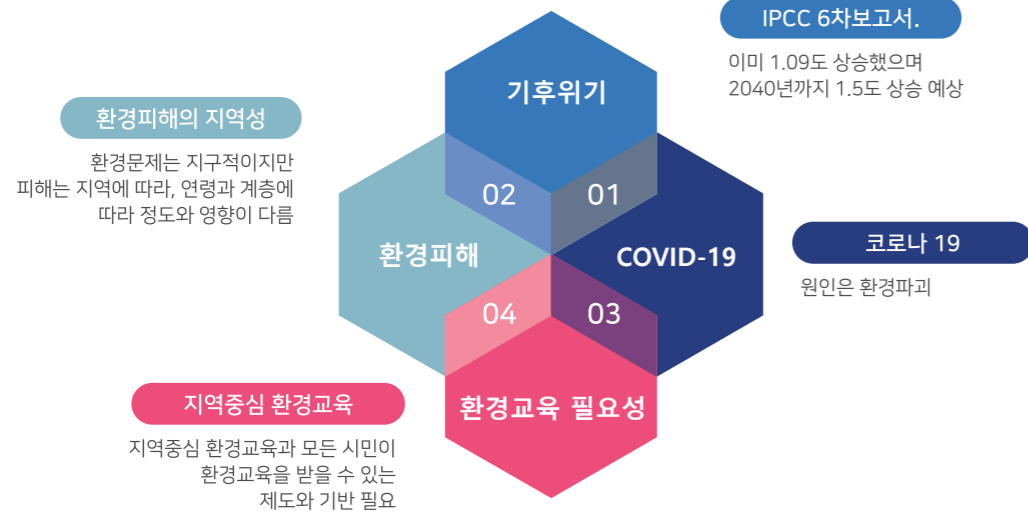 IPCC 6차보고서.
이미 1.09도 상승했으며
2040년까지 1.5도 상승 예상
기후위기
환경피해의 지역성
환경문제는 지구적이지만
피해는 지역에 따라, 연령과 계층에
따라 정도와 영향이 다름
02
01
환경피해
COVID-19
코로나 19
원인은 환경파괴
04
03
지역중심 환경교육
지역중심 환경교육과 모든 시민이
환경교육을 받을 수 있는
제도와 기반 필요
환경교육 필요성